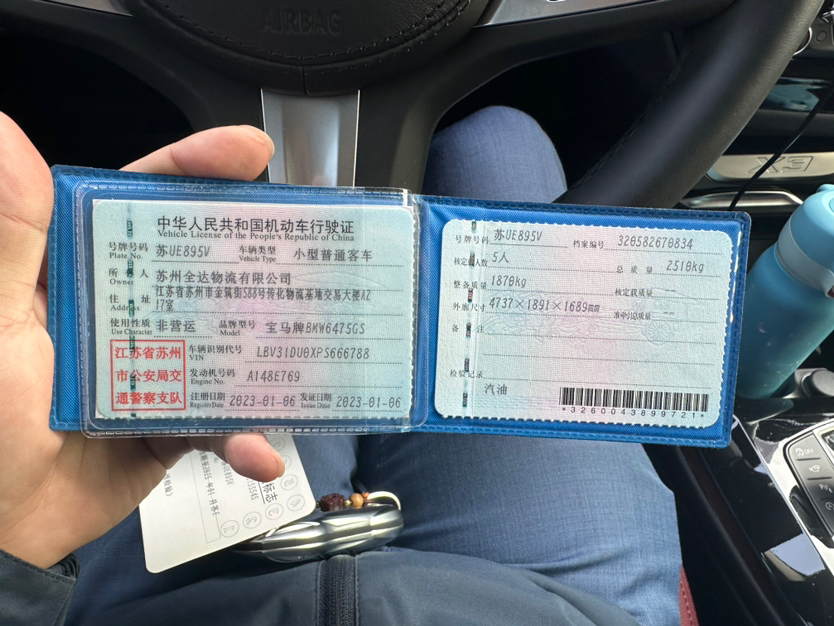 AIRBAG
X3
中华人民共和国机动车行驶证
Vehicle License of the People's Republic of China
号牌号码 苏UE895V 车辆类型 小型普通客车
Plate No. Vehicle Type
所有人 苏州全达物流有限公司
Owner
住址 江苏省苏州市金属街588号传化物流基地交易大楼A2
Address 17室
使用性质 非营运 品牌型号 宝马牌BMW6475GS
Use Character Model
江苏省苏州
市公安局交
通警察支队
车辆识别代号 LBV31DU0XPS666788
VIN
发动机号码 A148E769
Engine No.
注册日期 2023-01-06 发证日期 2023-01-06
Register Date Issue Date
号牌号码 苏UE895V 档案编号 320582670834
核定载人数 5人 总质量 2510kg
整备质量 1870kg 核定载质量 --
外廓尺寸 4737×1891×1689mm 准牵引总质量 --
备注
检验记录
汽油
*3260043899721*